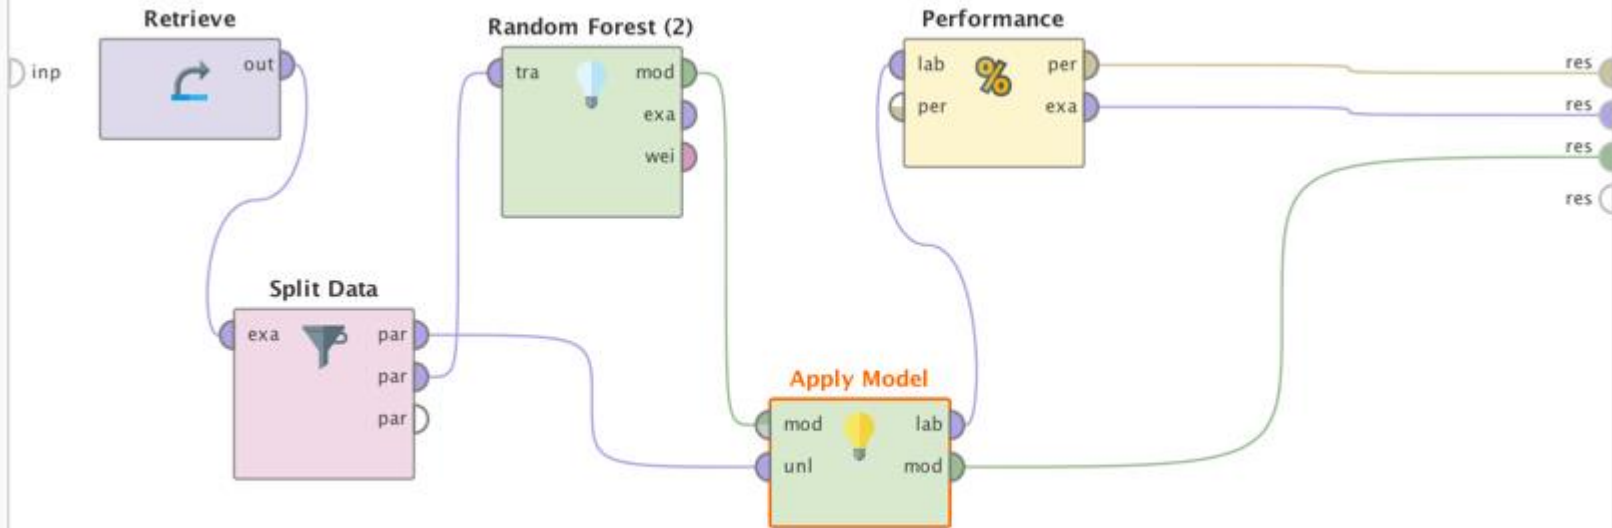 inp
Retrieve
out
Random Forest (2)
tra
mod
exa
wei
Performance
lab
per
per
exa
res
res
res
res
Split Data
exa
par
par
par
Apply Model
mod
lab
unl
mod
%